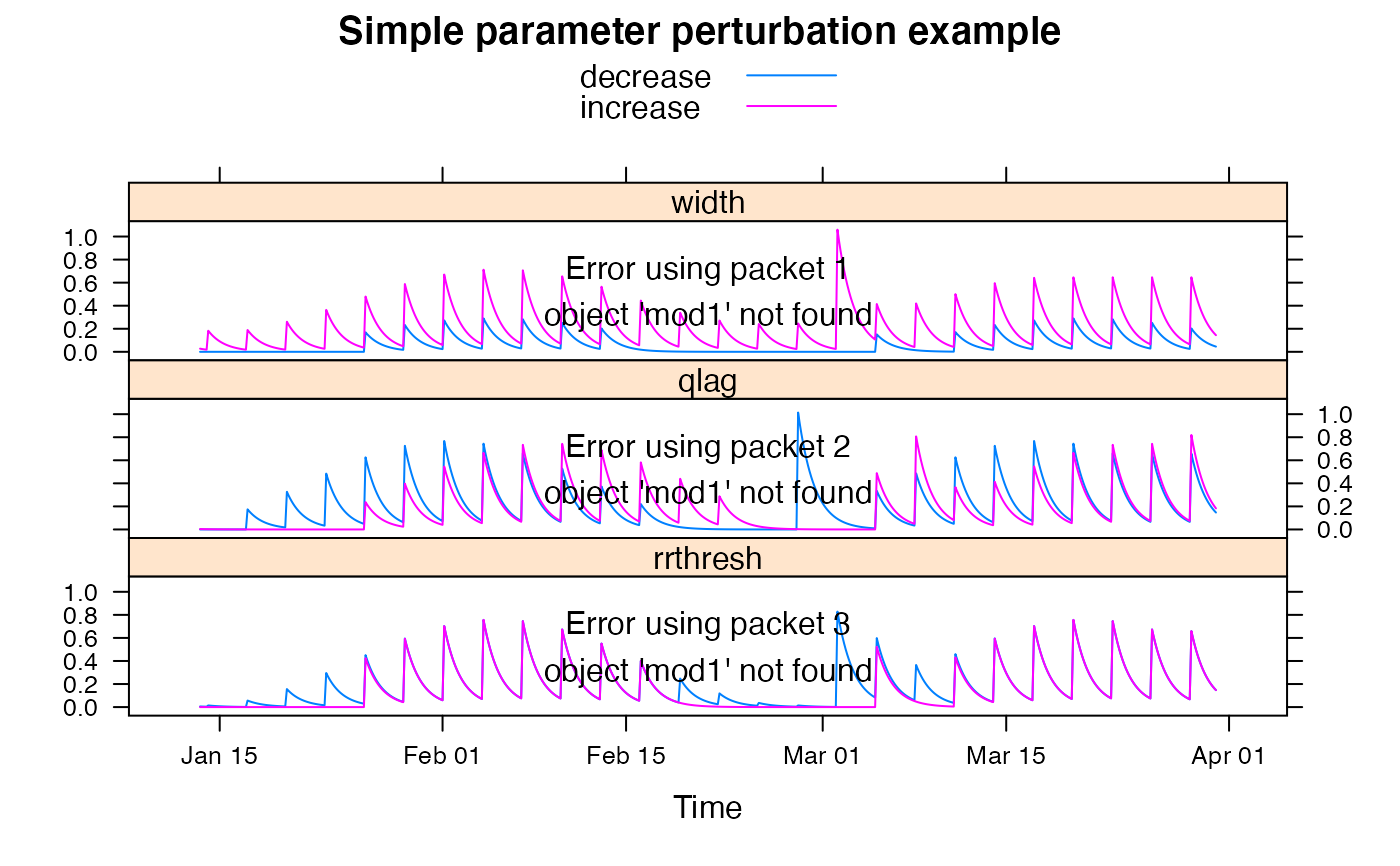 Simple parameter perturbation example
decrease
increase
width
1.0
0.8
0.6
0.4
0.2
0.0
Error using packet 1
object 'mod1' not found
qlag
Error using packet 2
object 'mod1' not found
1.0
0.8
0.6
0.4
0.2
0.0
rrthresh
1.0
0.8
0.6
0.4
0.2
0.0
Error using packet 3
object 'mod1' not found
Jan 15 Feb 01 Feb 15 Mar 01 Mar 15 Apr 01
Time